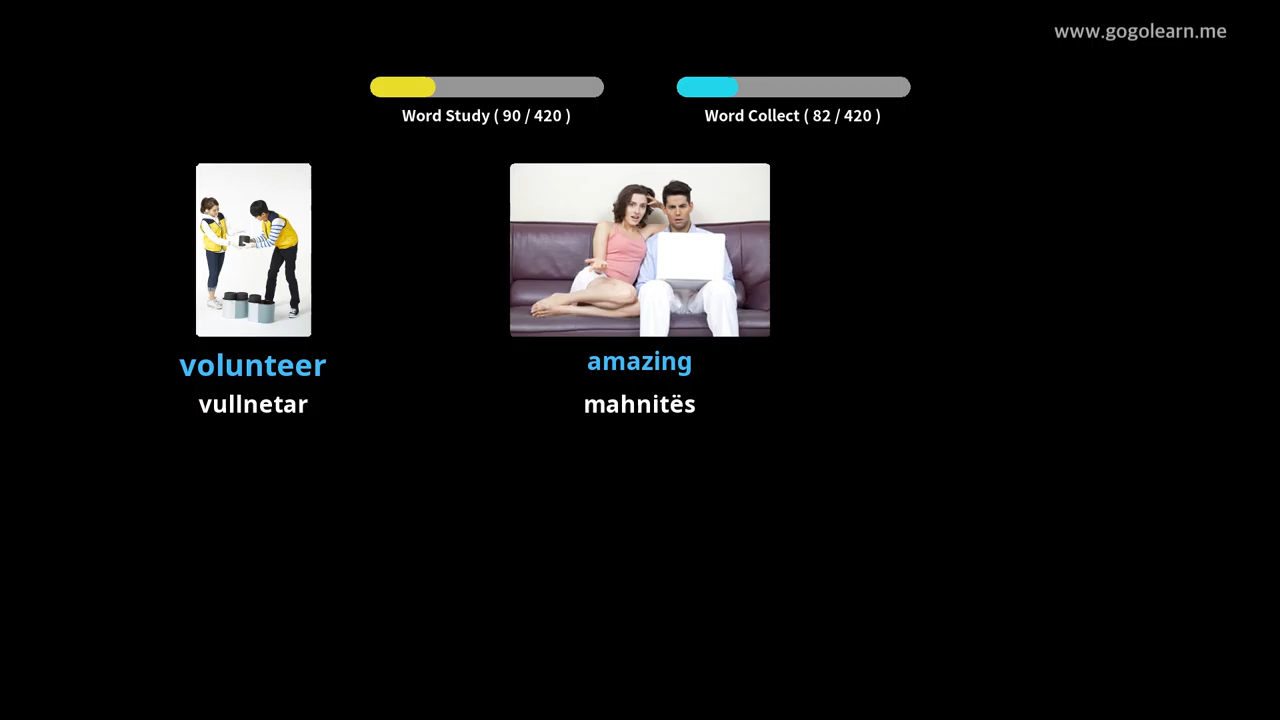 www.gogolearn.me
Word Study ( 90 / 420 )
Word Collect ( 82 / 420 )
volunteer
vullnetar
amazing
mahnitës